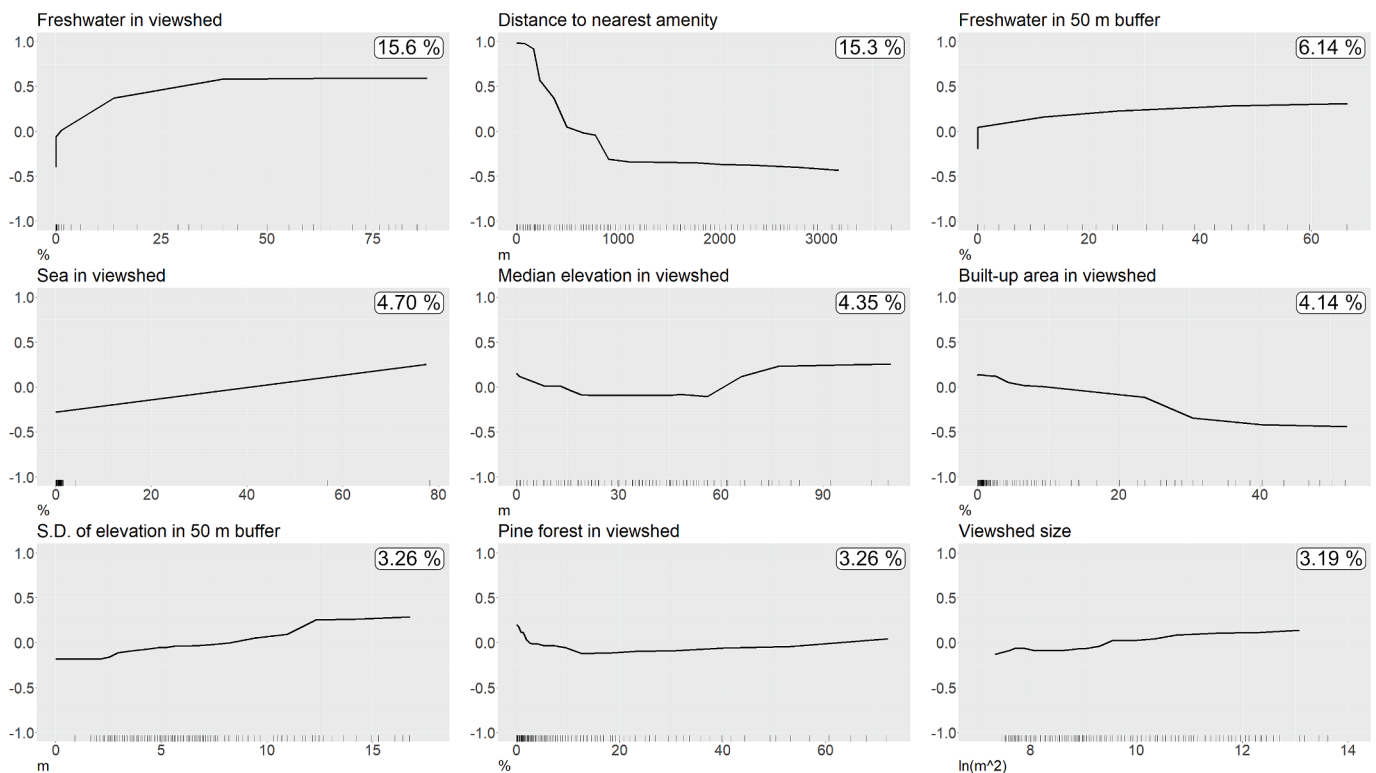 Freshwater in viewshed
15.6 %
1.0
0.5
0.0
-0.5
-1.0
0 25 50 75
%
Distance to nearest amenity
15.3 %
1.0
0.5
0.0
-0.5
-1.0
0 1000 2000 3000
m
Freshwater in 50 m buffer
6.14 %
1.0
0.5
0.0
-0.5
-1.0
0 20 40 60
%
Sea in viewshed
4.70 %
1.0
0.5
0.0
-0.5
-1.0
0 20 40 60 80
%
Median elevation in viewshed
4.35 %
1.0
0.5
0.0
-0.5
-1.0
0 30 60 90
m
Built-up area in viewshed
4.14 %
1.0
0.5
0.0
-0.5
-1.0
0 20 40
%
S.D. of elevation in 50 m buffer
3.26 %
1.0
0.5
0.0
-0.5
-1.0
0 5 10 15
m
Pine forest in viewshed
3.26 %
1.0
0.5
0.0
-0.5
-1.0
0 20 40 60
%
Viewshed size
3.19 %
1.0
0.5
0.0
-0.5
-1.0
8 10 12 14
ln(m^2)